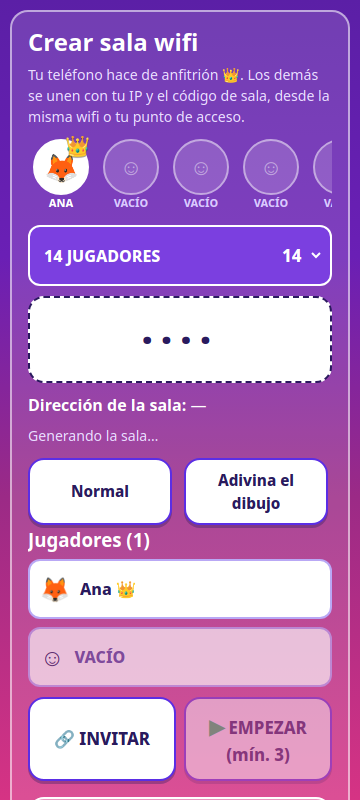 Crear sala wifi
Tu teléfono hace de anfitrión 👑. Los demás
se unen con tu IP y el código de sala, desde la
misma wifi o tu punto de acceso.
ANA
VACÍO
VACÍO
VACÍO
14 JUGADORES
14
• • • •
Dirección de la sala: —
Generando la sala...
Normal
Adivina el
dibujo
Jugadores (1)
Ana 👑
VACÍO
🔗 INVITAR
▶ EMPEZAR
(mín. 3)